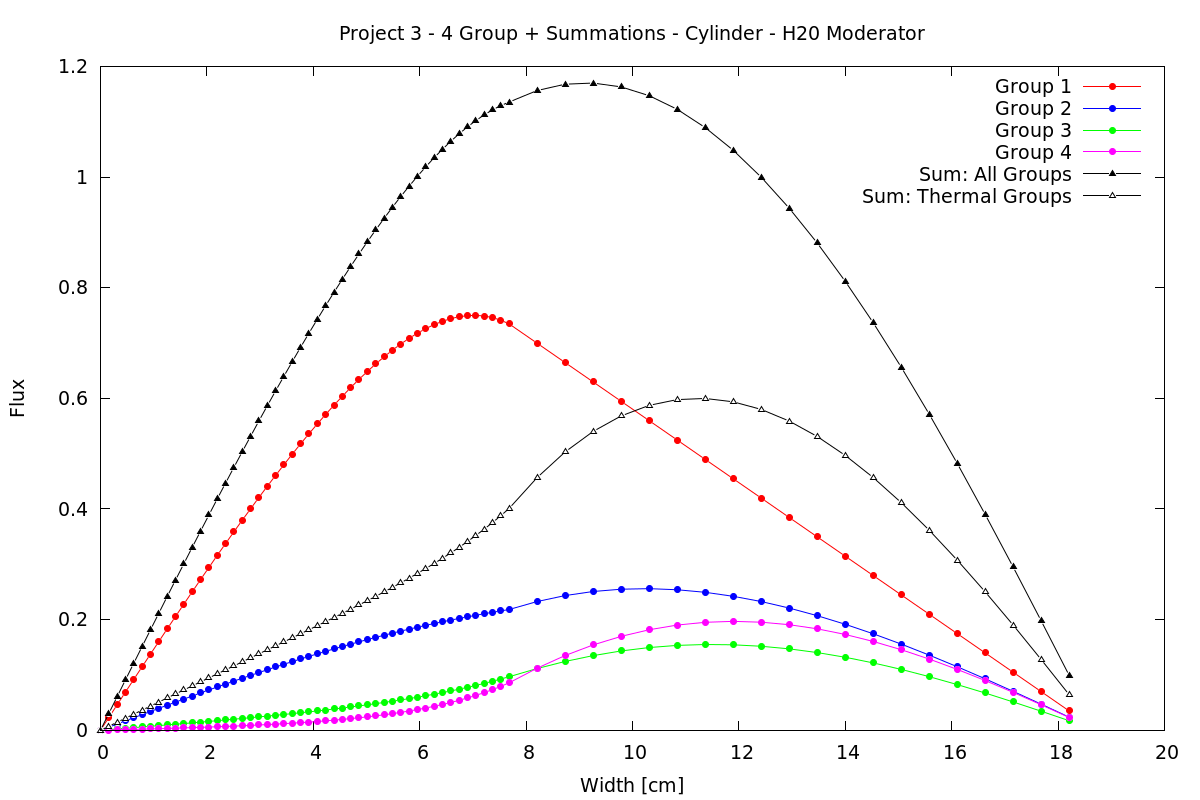 Project 3 - 4 Group + Summations - Cylinder - H20 Moderator
1.2
1
0.8
0.6
0.4
0.2
0
Flux
Group 1
Group 2
Group 3
Group 4
Sum: All Groups
Sum: Thermal Groups
0 2 4 6 8 10 12 14 16 18 20
Width [cm]